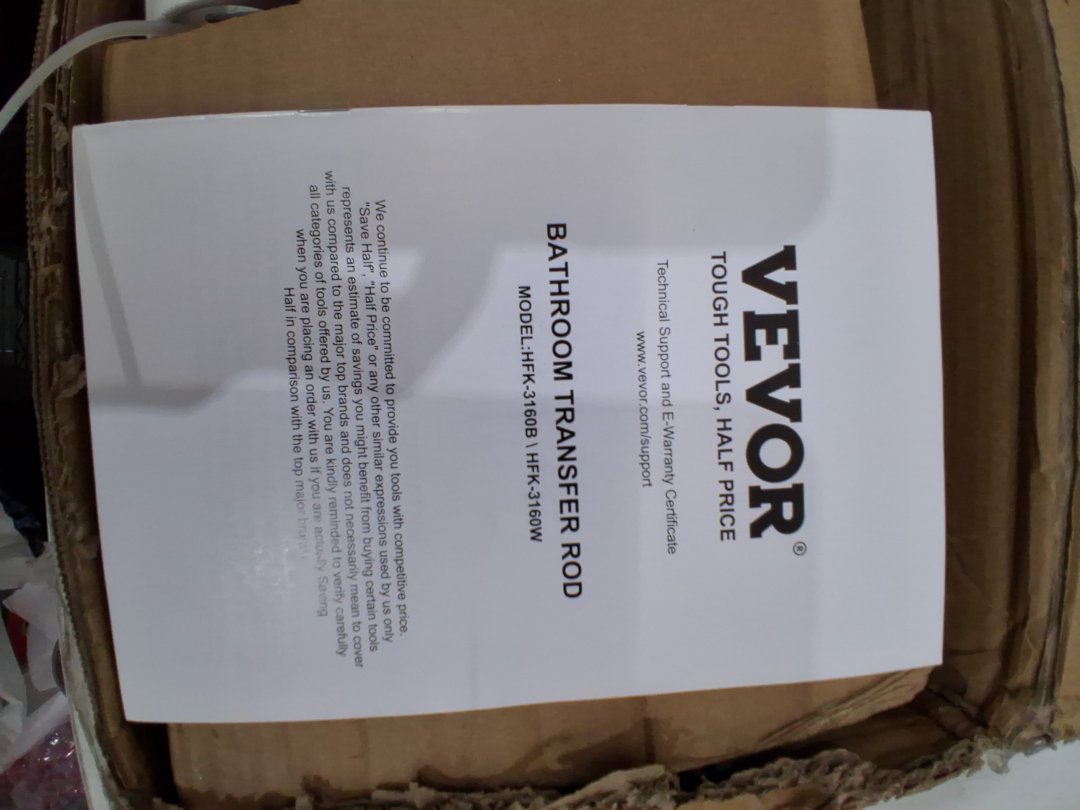 VEVOR®
TOUGH TOOLS, HALF PRICE
Technical Support and E-Warranty Certificate
www.vevor.com/support
BATHROOM TRANSFER ROD
MODEL:HFK-3160B \ HFK-3160W
We continue to be committed to provide you tools with competitive price.
"Save Half", "Half Price" or any other similar expressions used by us only
represents an estimate of savings you might benefit from buying certain tools
with us compared to the major top brands and does not necessarily mean to cover
all categories of tools offered by us. You are kindly reminded to verify carefully
when you are placing an order with us if you are actually Saving
Half in comparison with the top major brands.